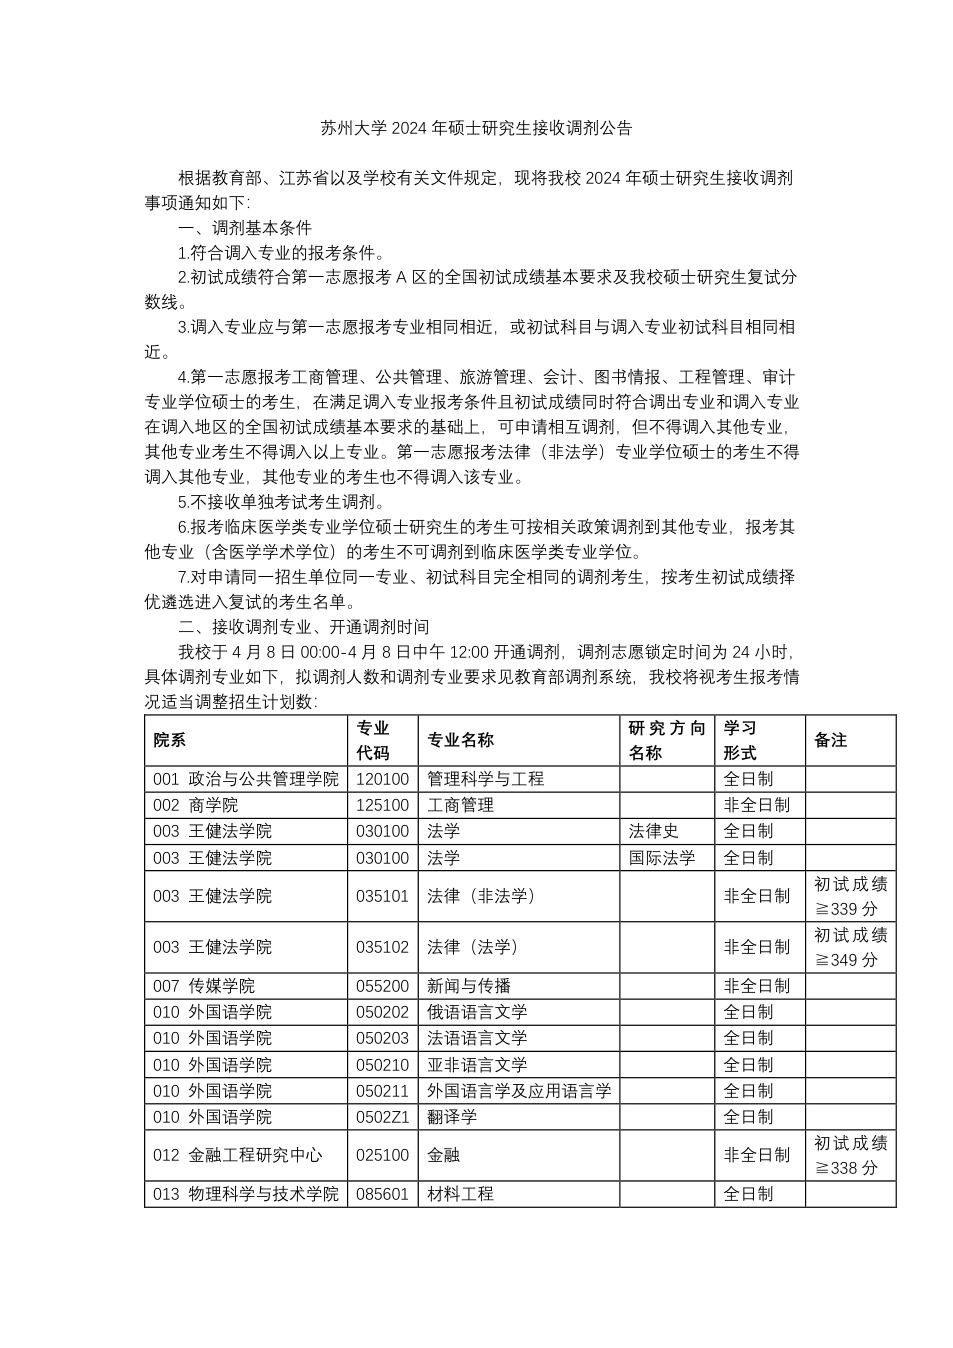 苏州大学 2024 年硕士研究生接收调剂公告
根据教育部、江苏省以及学校有关文件规定，现将我校 2024 年硕士研究生接收调剂
事项通知如下：
一、调剂基本条件
1.符合调入专业的报考条件。
2.初试成绩符合第一志愿报考 A 区的全国初试成绩基本要求及我校硕士研究生复试分
数线。
3.调入专业应与第一志愿报考专业相同相近，或初试科目与调入专业初试科目相同相
近。
4.第一志愿报考工商管理、公共管理、旅游管理、会计、图书情报、工程管理、审计
专业学位硕士的考生，在满足调入专业报考条件且初试成绩同时符合调出专业和调入专业
在调入地区的全国初试成绩基本要求的基础上，可申请相互调剂，但不得调入其他专业，
其他专业考生不得调入以上专业。第一志愿报考法律（非法学）专业学位硕士的考生不得
调入其他专业，其他专业的考生也不得调入该专业。
5.不接收单独考试考生调剂。
6.报考临床医学类专业学位硕士研究生的考生可按相关政策调剂到其他专业，报考其
他专业（含医学学术学位）的考生不可调剂到临床医学类专业学位。
7.对申请同一招生单位同一专业、初试科目完全相同的调剂考生，按考生初试成绩择
优遴选进入复试的考生名单。
二、接收调剂专业、开通调剂时间
我校于 4 月 8 日 00:00-4 月 8 日中午 12:00 开通调剂，调剂志愿锁定时间为 24 小时，
具体调剂专业如下，拟调剂人数和调剂专业要求见教育部调剂系统，我校将视考生报考情
况适当调整招生计划数：
院系 专业代码 专业名称 研究方向名称 学习形式 备注
001 政治与公共管理学院 120100 管理科学与工程 全日制
002 商学院 125100 工商管理 非全日制
003 王健法学院 030100 法学 法律史 全日制
003 王健法学院 030100 法学 国际法学 全日制
003 王健法学院 035101 法律（非法学） 非全日制 初试成绩≧339 分
003 王健法学院 035102 法律（法学） 非全日制 初试成绩≧349 分
007 传媒学院 055200 新闻与传播 非全日制
010 外国语学院 050202 俄语语言文学 全日制
010 外国语学院 050203 法语语言文学 全日制
010 外国语学院 050210 亚非语言文学 全日制
010 外国语学院 050211 外国语言学及应用语言学 全日制
010 外国语学院 0502Z1 翻译学 全日制
012 金融工程研究中心 025100 金融 非全日制 初试成绩≧338 分
013 物理科学与技术学院 085601 材料工程 全日制